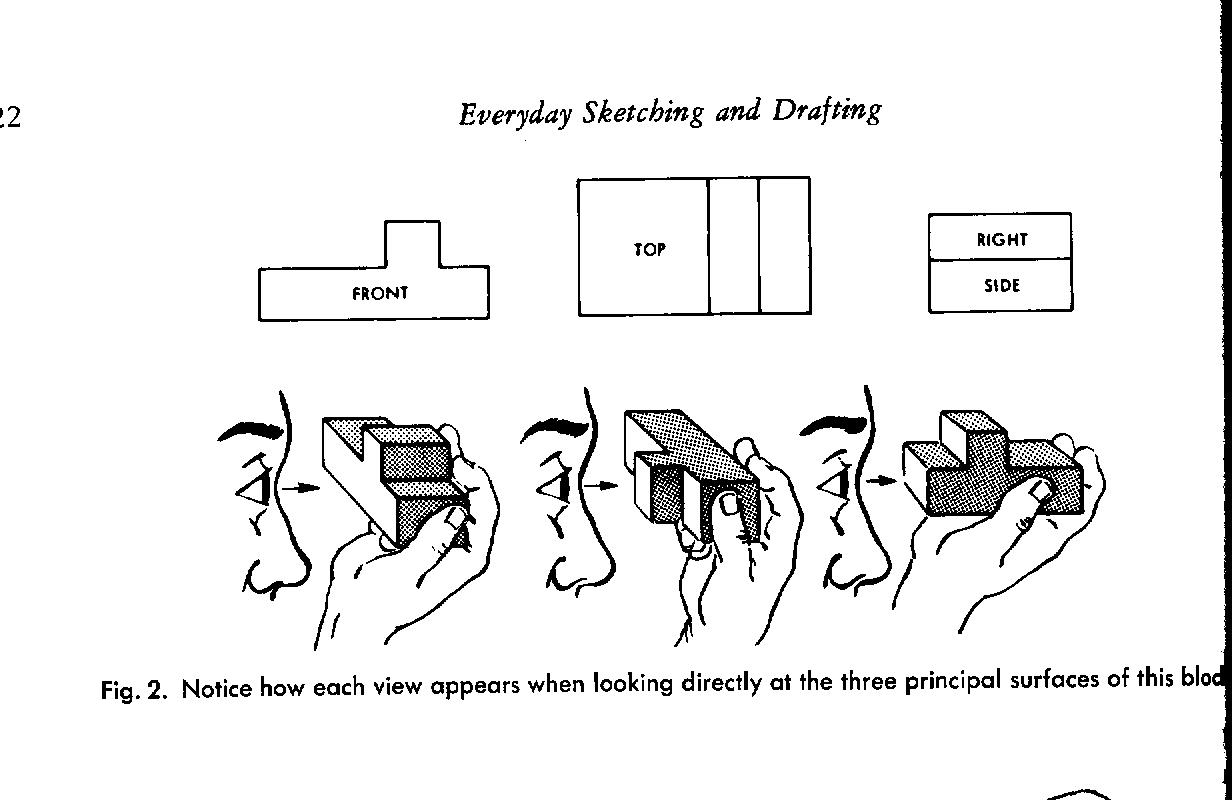 22
Everyday Sketching and Drafting
TOP
RIGHT
FRONT
SIDE
Fig. 2. Notice how each view appears when looking directly at the three principal surfaces of this